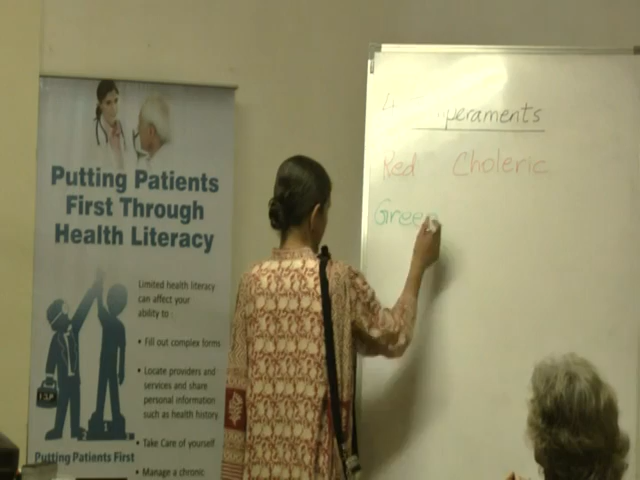 Putting Patients
First Through
Health Literacy
Limited health literacy
can affect your
ability to :
• Fill out complex forms
• Locate providers and
services and share
personal information
such as health history
• Take Care of yourself
• Manage a chronic
Putting Patients First
4
peraments
Red Choleric
Green